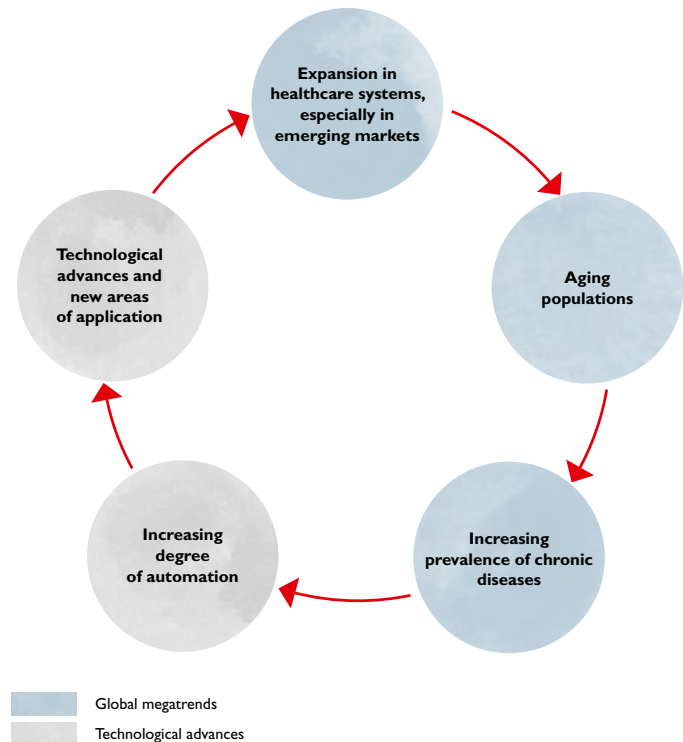 Expansion in
healthcare systems,
especially in
emerging markets
Aging
populations
Increasing
prevalence of chronic
diseases
Increasing
degree
of automation
Technological
advances and
new areas
of application
Global megatrends
Technological advances